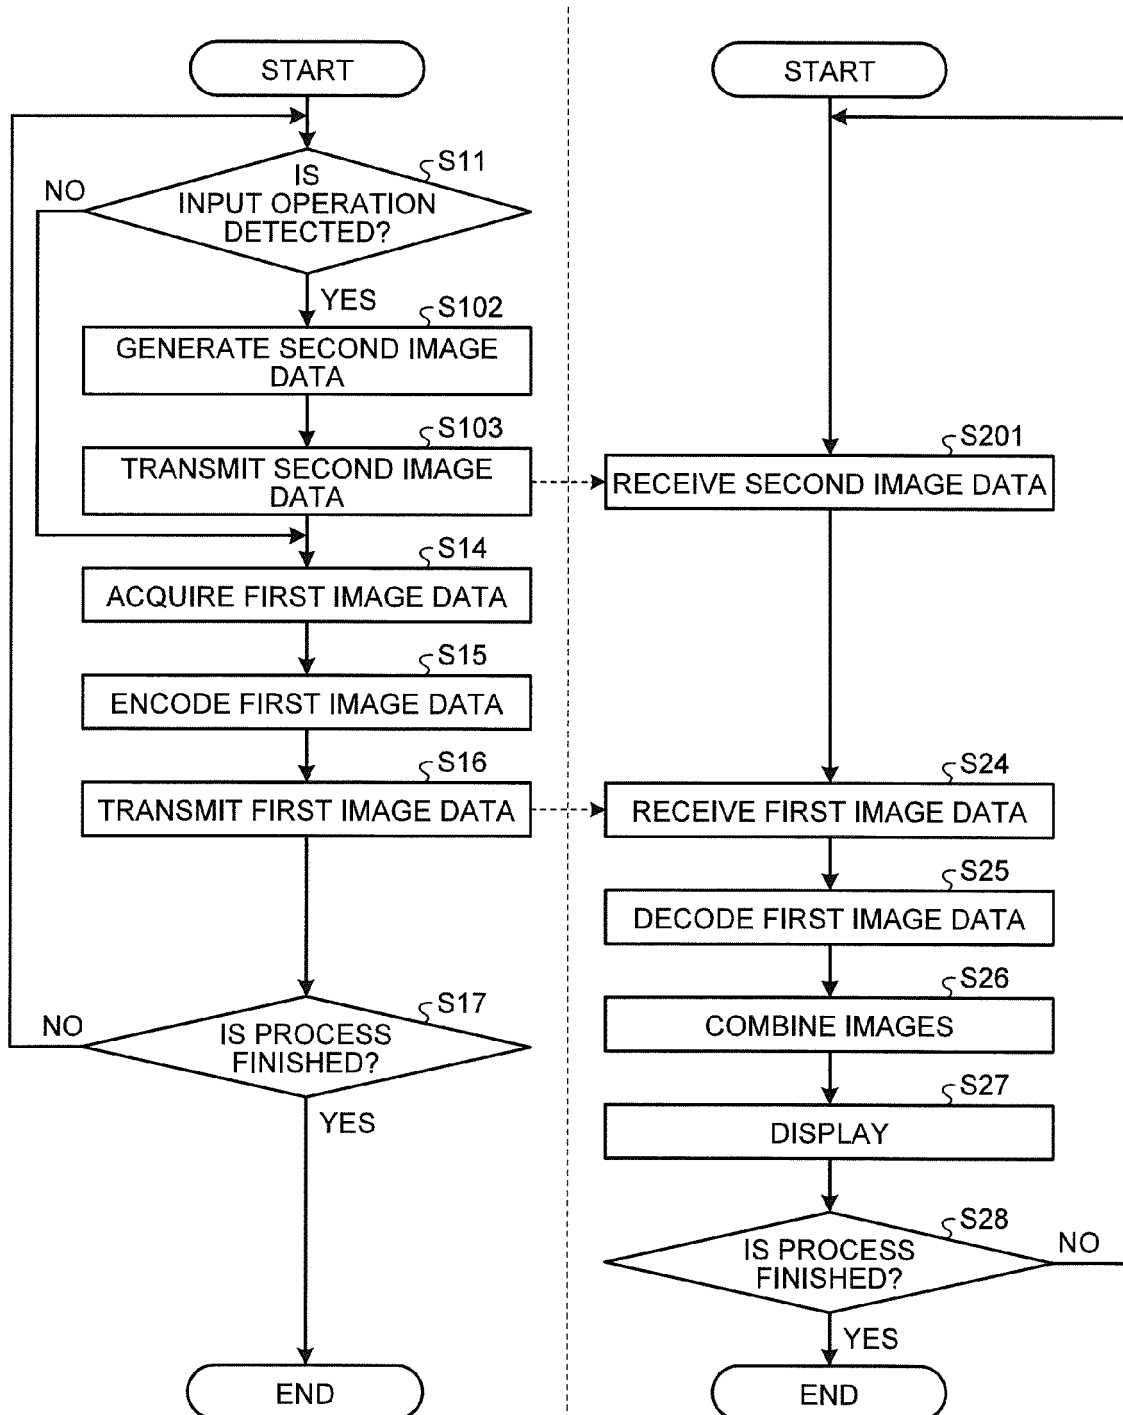 START
S11
IS
INPUT OPERATION
DETECTED?
NO
YES
S102
GENERATE SECOND IMAGE
DATA
S103
TRANSMIT SECOND IMAGE
DATA
S14
ACQUIRE FIRST IMAGE DATA
S15
ENCODE FIRST IMAGE DATA
S16
TRANSMIT FIRST IMAGE DATA
S17
IS PROCESS
FINISHED?
NO
YES
END
START
S201
RECEIVE SECOND IMAGE DATA
S24
RECEIVE FIRST IMAGE DATA
S25
DECODE FIRST IMAGE DATA
S26
COMBINE IMAGES
S27
DISPLAY
S28
IS PROCESS
FINISHED?
NO
YES
END